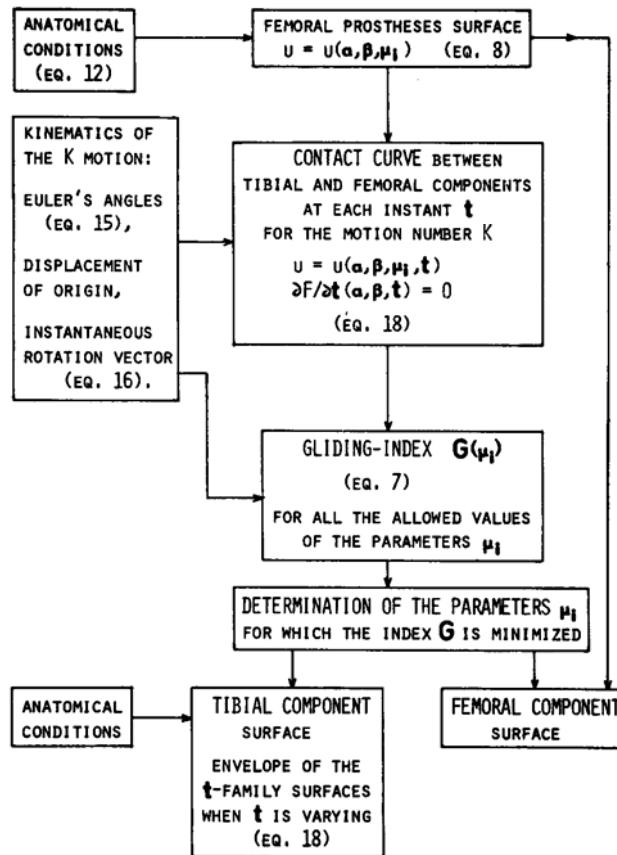 ANATOMICAL
CONDITIONS
(EQ. 12)
FEMORAL PROSTHESES SURFACE
U = U(α,β,μi) (EQ. 8)
KINEMATICS OF
THE K MOTION:
EULER'S ANGLES
(EQ. 15),
DISPLACEMENT
OF ORIGIN,
INSTANTANEOUS
ROTATION VECTOR
(EQ. 16).
CONTACT CURVE BETWEEN
TIBIAL AND FEMORAL COMPONENTS
AT EACH INSTANT t
FOR THE MOTION NUMBER K
U = U(α,β,μi,t)
∂F/∂t(α,β,t) = 0
(EQ. 18)
GLIDING-INDEX G(μi)
(EQ. 7)
FOR ALL THE ALLOWED VALUES
OF THE PARAMETERS μi
DETERMINATION OF THE PARAMETERS μi
FOR WHICH THE INDEX G IS MINIMIZED
ANATOMICAL
CONDITIONS
TIBIAL COMPONENT
SURFACE
ENVELOPE OF THE
t-FAMILY SURFACES
WHEN t IS VARYING
(EQ. 18)
FEMORAL COMPONENT
SURFACE